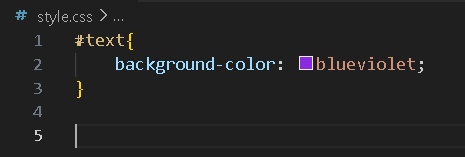 # style.css > ...
1 #text{
2 background-color: blueviolet;
3 }
4
5